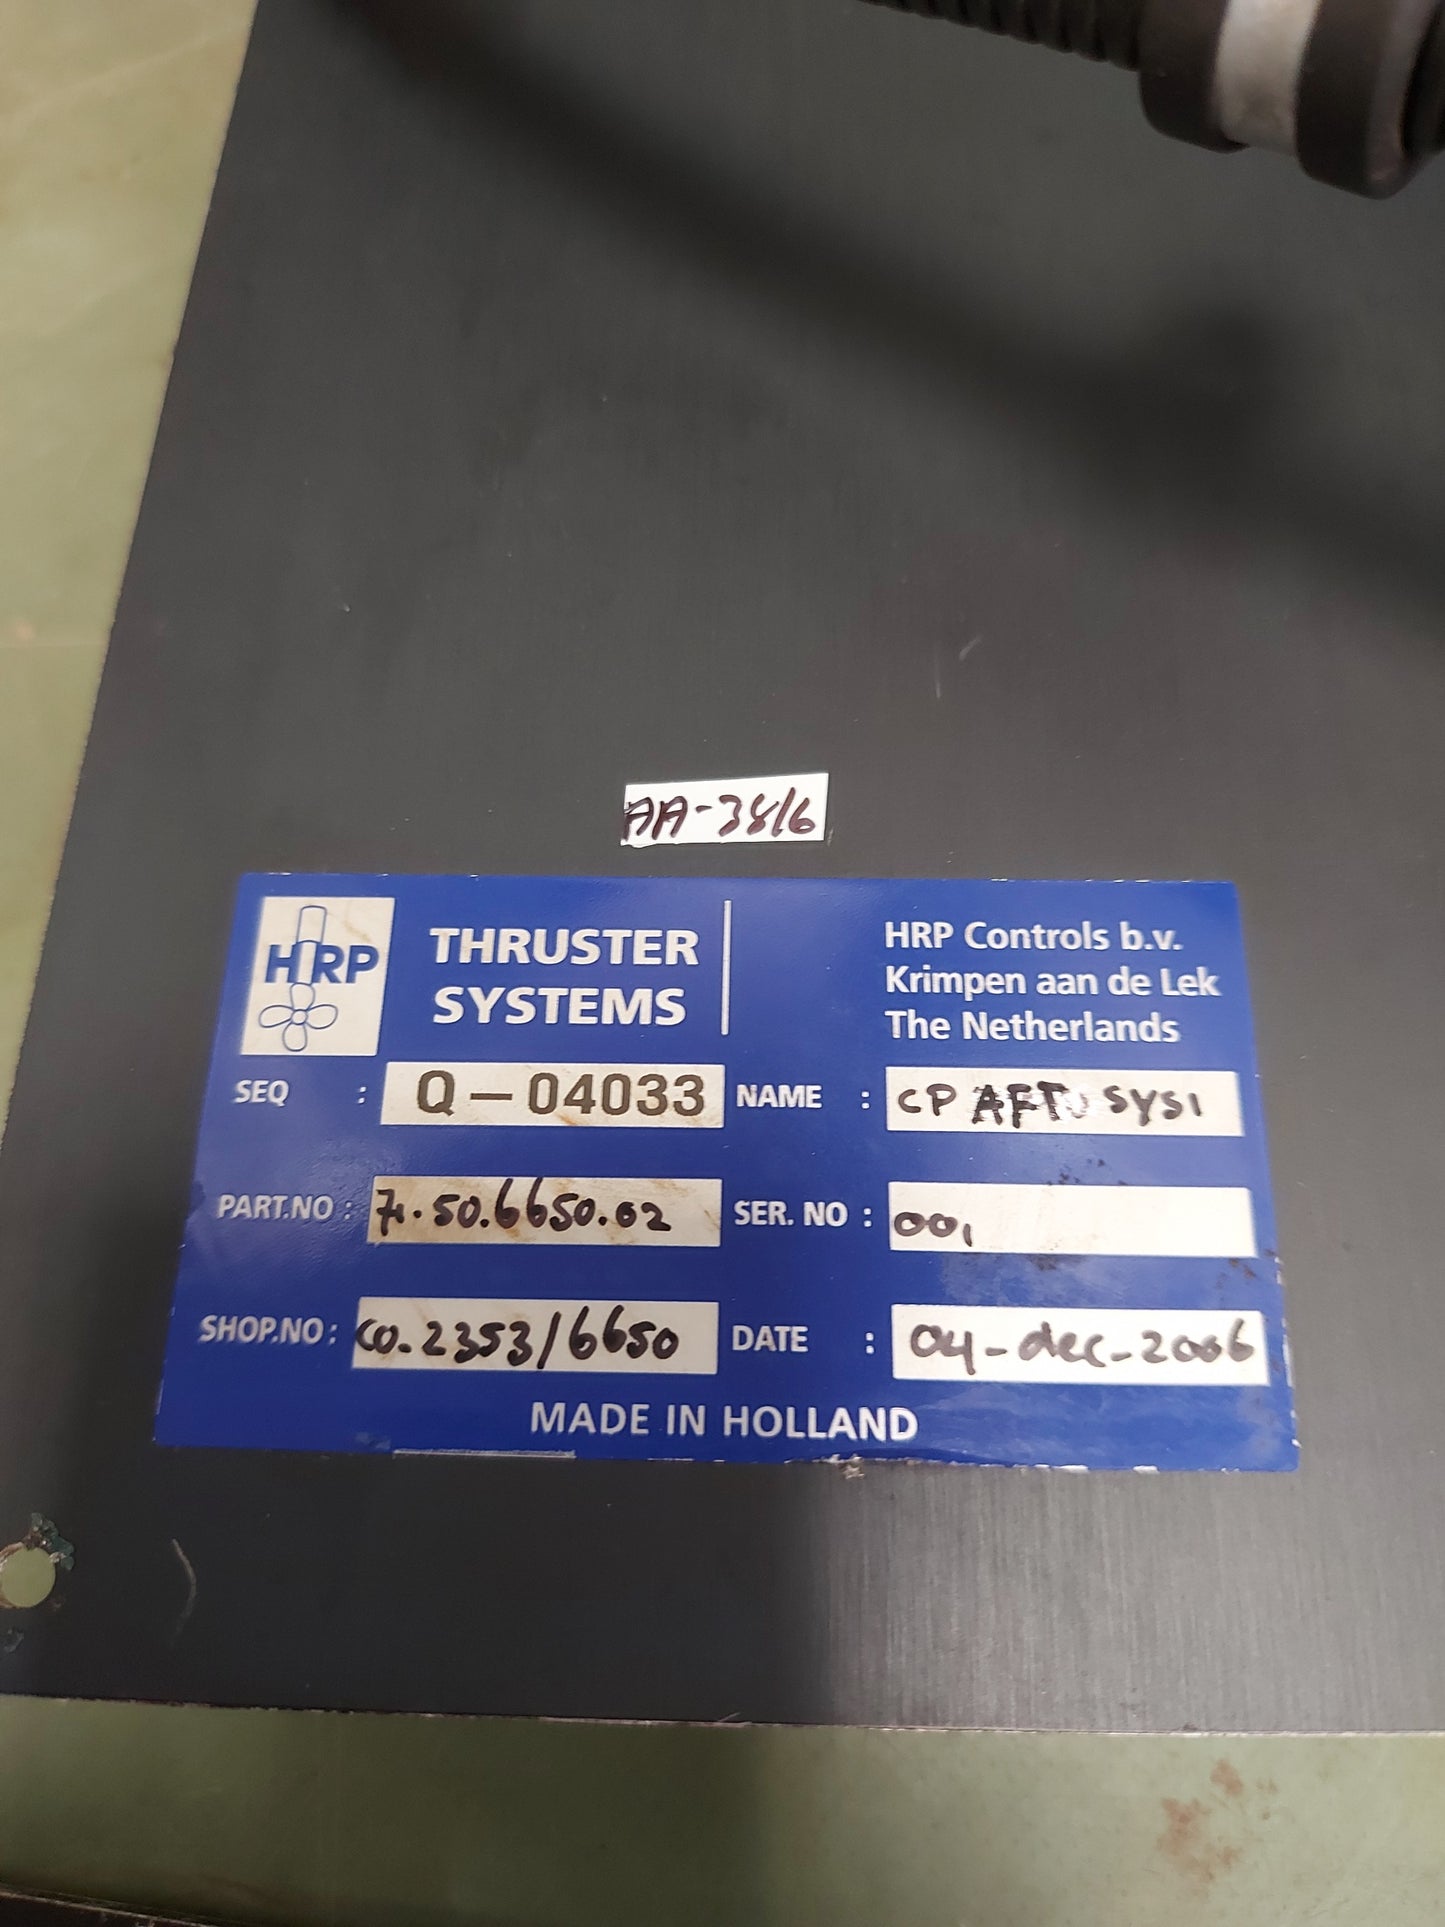 AA-3816
HRP
THRUSTER
SYSTEMS
HRP Controls b.v.
Krimpen aan de Lek
The Netherlands
SEQ : Q - 04033
NAME : CP AFT SYS1
PART.NO : 71.50.6650.02
SER. NO : 001
SHOP.NO : CO.2353/6650
DATE : 04-dec-2006
MADE IN HOLLAND